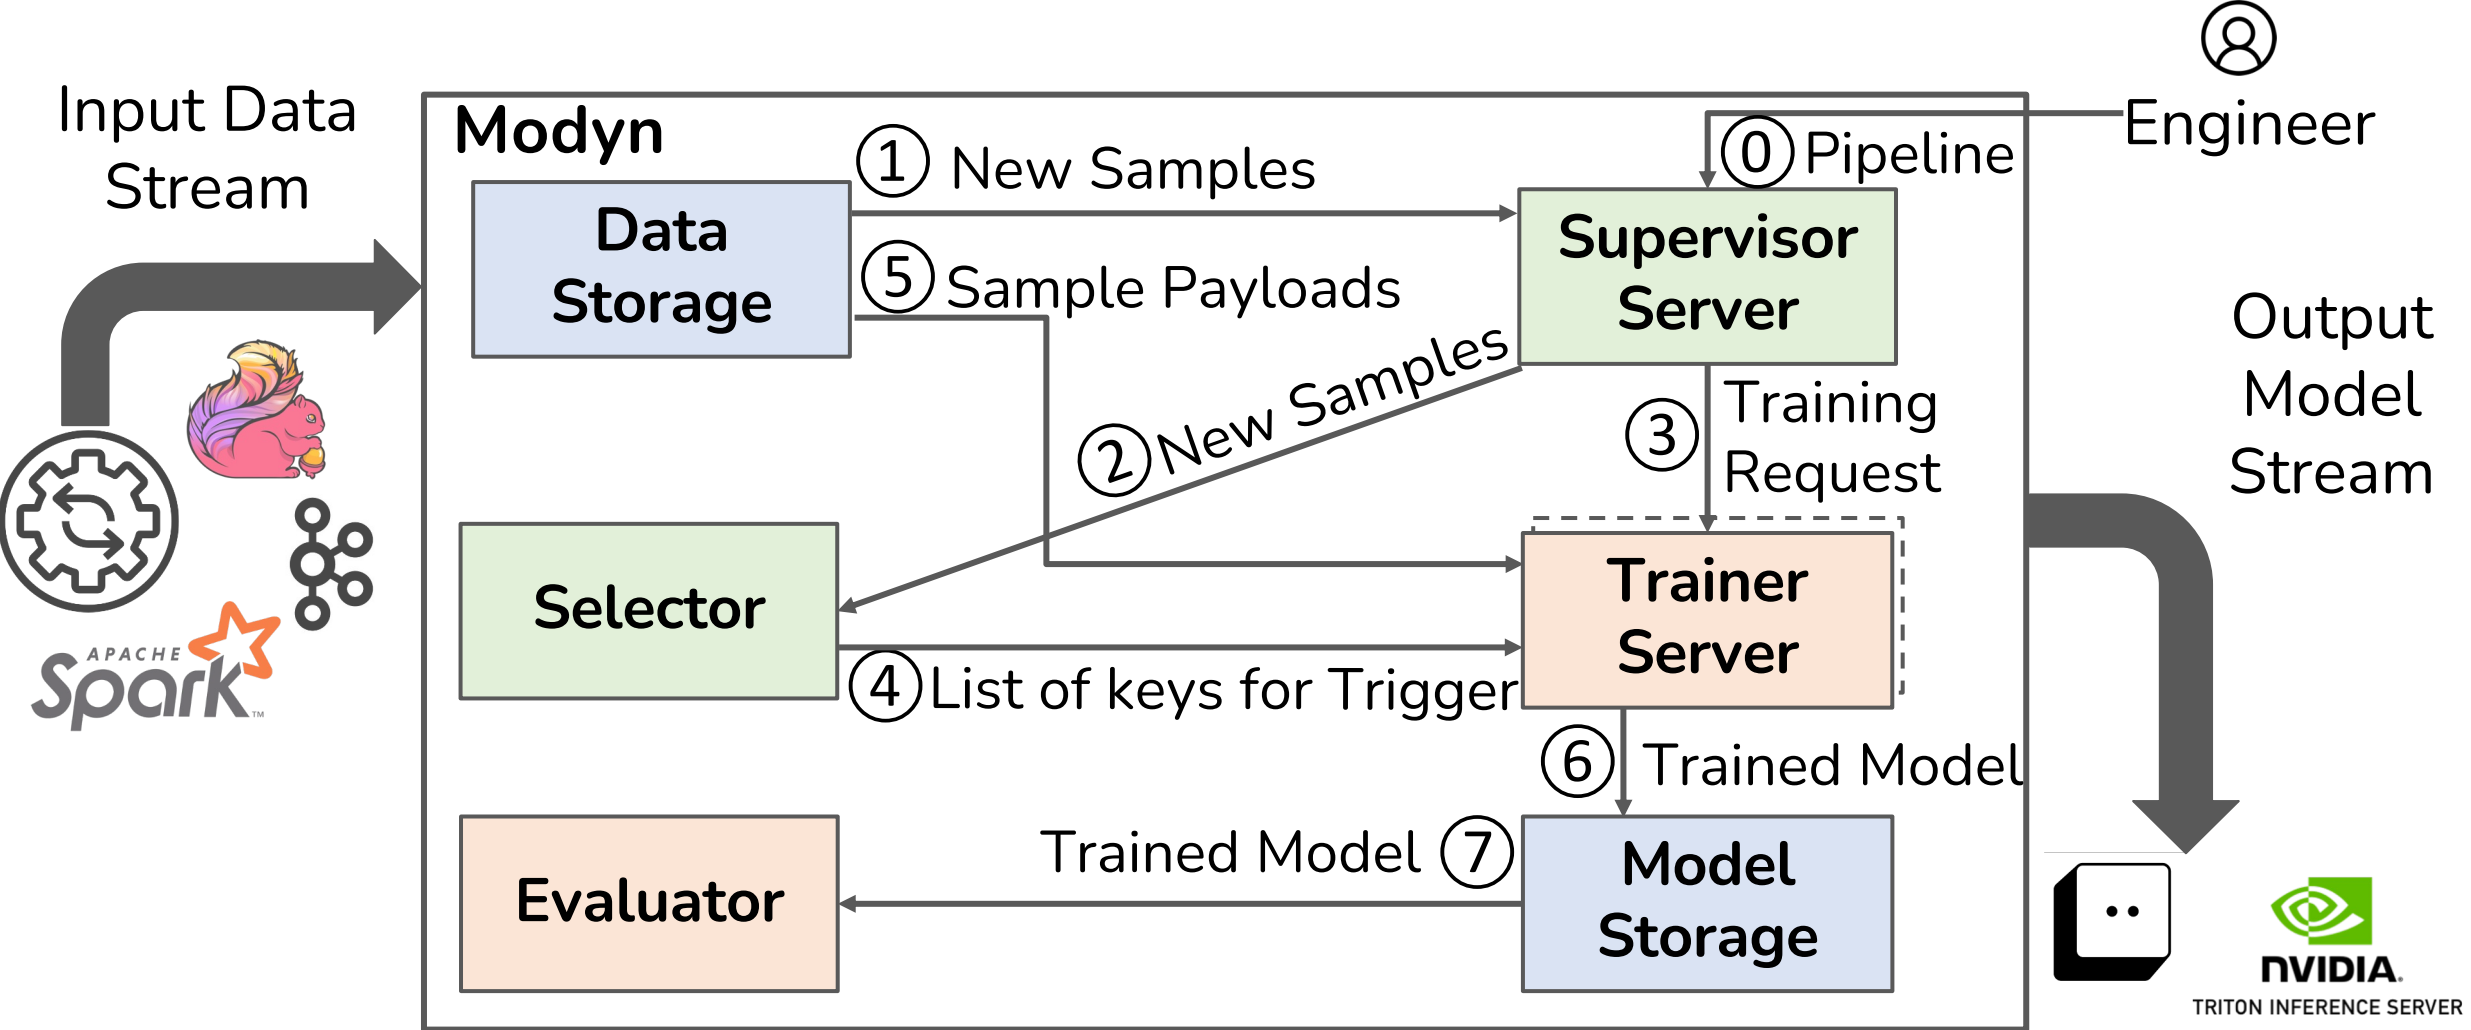 Input Data
Stream
APACHE
Spark™
Modyn
Data
Storage
① New Samples
⑤ Sample Payloads
⓪ Pipeline
Engineer
Supervisor
Server
② New Samples
③ Training
Request
Selector
Trainer
Server
④ List of keys for Trigger
⑥ Trained Model
Trained Model ⑦
Evaluator
Model
Storage
Output
Model
Stream
NVIDIA.
TRITON INFERENCE SERVER